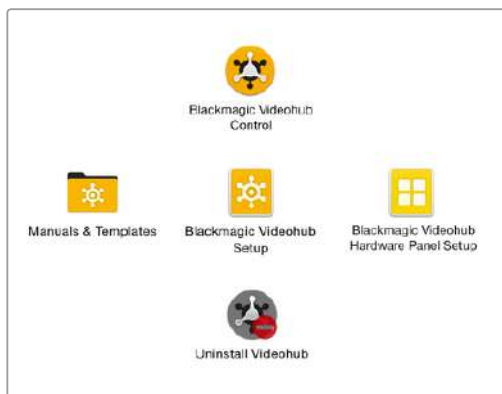 Blackmagic Videohub
Control
Manuals & Templates
Blackmagic Videohub
Setup
Blackmagic Videohub
Hardware Panel Setup
Uninstall Videohub